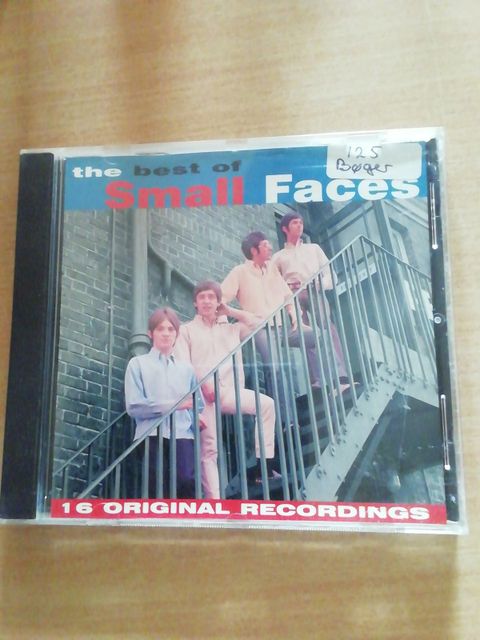 the best of
125
Bøger
Small Faces
16 ORIGINAL RECORDINGS